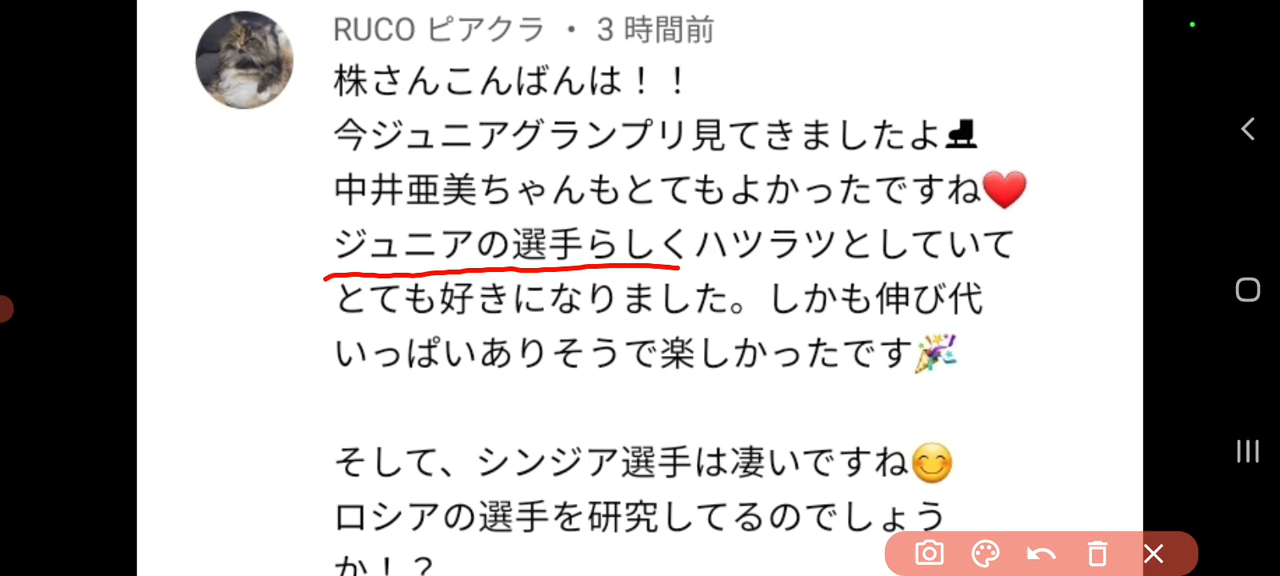 RUCO ピアクラ ・ 3 時間前
株さんこんばんは！！
今ジュニアグランプリ見てきましたよ⛸
中井亜美ちゃんもとてもよかったですね❤
ジュニアの選手らしくハツラツとしていて
とても好きになりました。しかも伸び代
いっぱいありそうで楽しかったです🎉
そして、シンジア選手は凄いですね😊
ロシアの選手を研究してるのでしょう
か！？